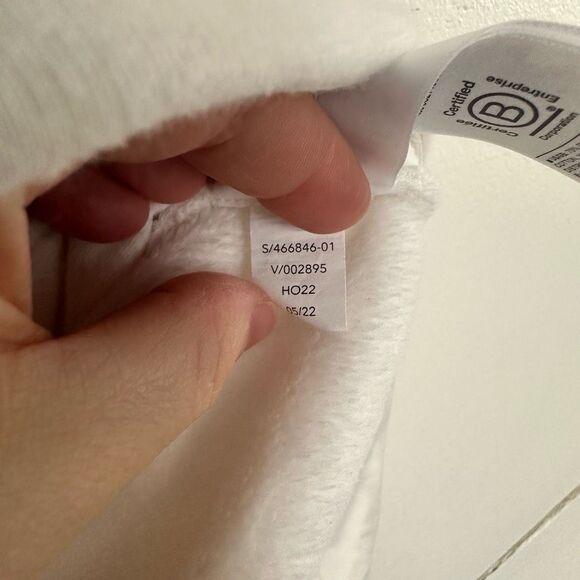 S/466846-01
V/002895
HO22
05/22
Certified
B
Corporation
Certifiée
Entreprise